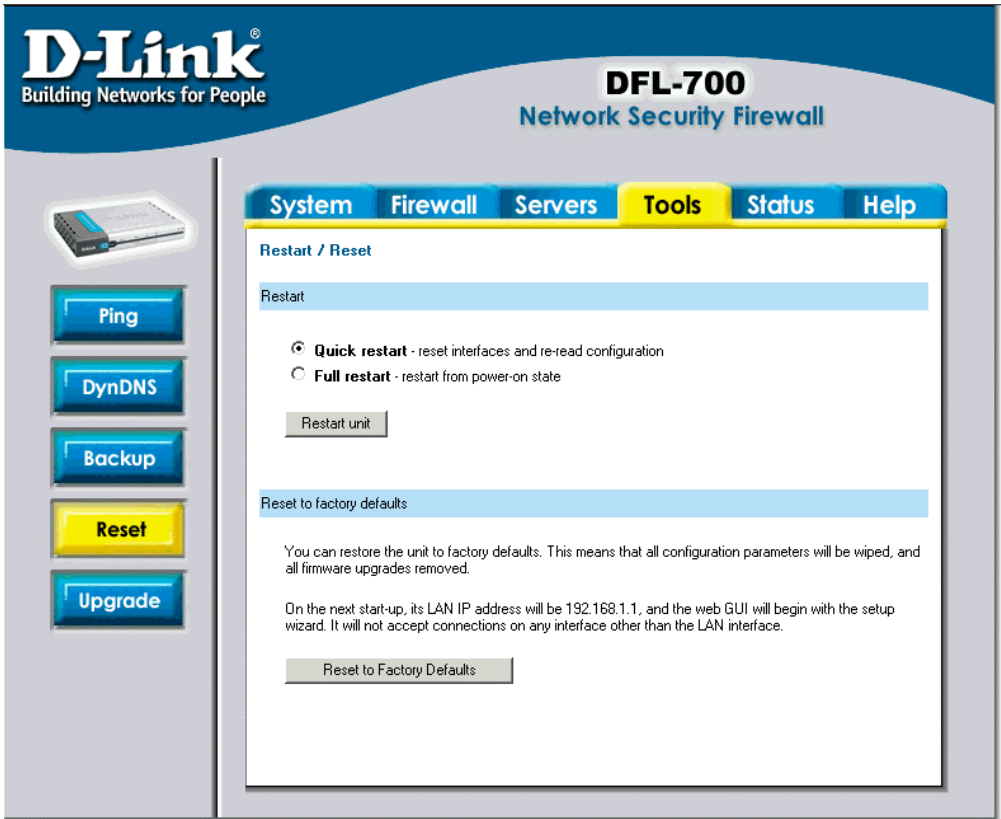 D-Link®
Building Networks for People
DFL-700
Network Security Firewall
System Firewall Servers Tools Status Help
Restart / Reset
Restart
Quick restart - reset interfaces and re-read configuration
Full restart - restart from power-on state
Restart unit
Reset to factory defaults
You can restore the unit to factory defaults. This means that all configuration parameters will be wiped, and
all firmware upgrades removed.
On the next start-up, its LAN IP address will be 192.168.1.1, and the web GUI will begin with the setup
wizard. It will not accept connections on any interface other than the LAN interface.
Reset to Factory Defaults
Ping
DynDNS
Backup
Reset
Upgrade